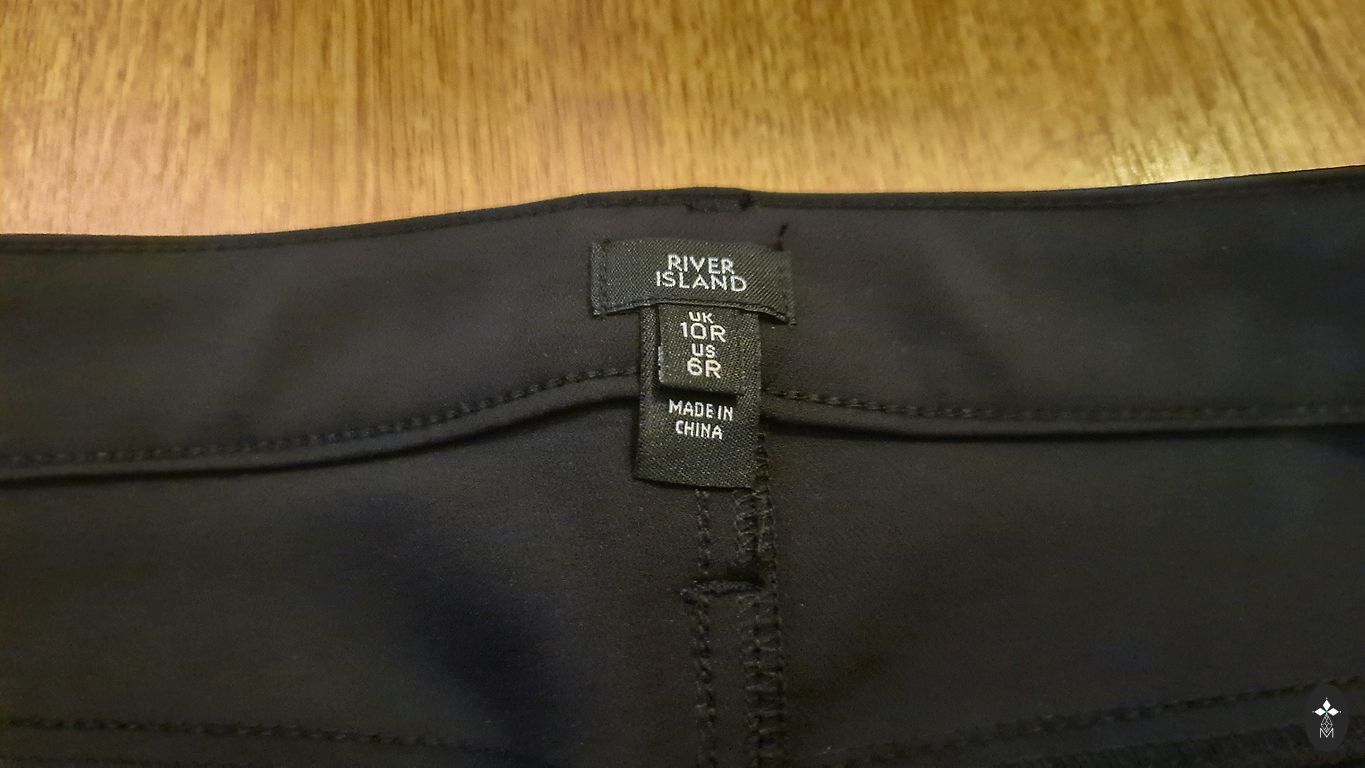 RIVER
ISLAND
UK
10R
US
6R
MADE IN
CHINA
M